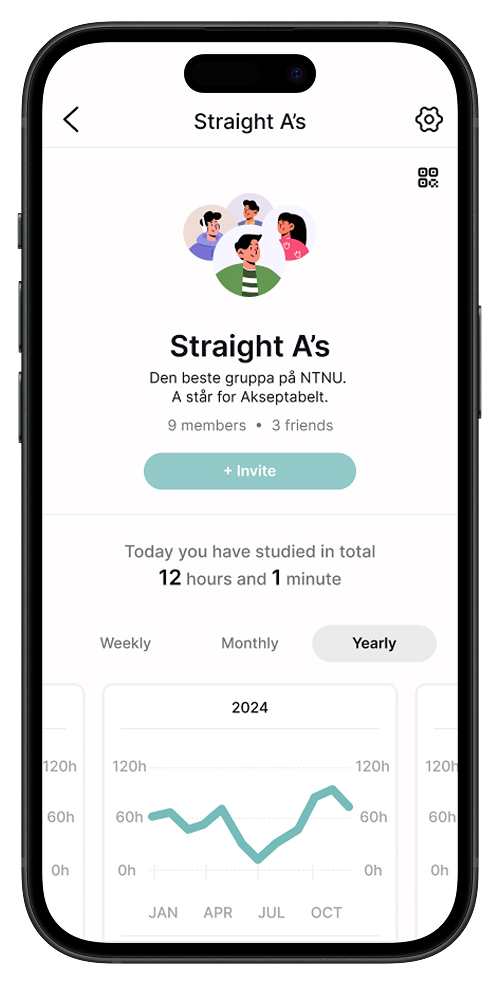 Straight A’s
Straight A’s
Den beste gruppa på NTNU.
A står for Akseptabelt.
9 members • 3 friends
+ Invite
Today you have studied in total
12 hours and 1 minute
Weekly Monthly Yearly
2024
120h 120h 120h 120h
60h 60h 60h 60h
0h 0h 0h 0h
JAN APR JUL OCT